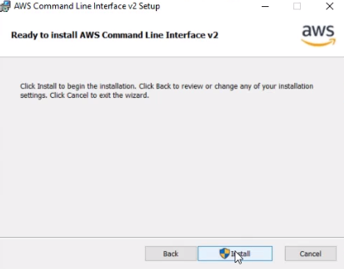 AWS Command Line Interface v2 Setup
Ready to install AWS Command Line Interface v2
aws
Click Install to begin the installation. Click Back to review or change any of your installation
settings. Click Cancel to exit the wizard.
Back
Install
Cancel